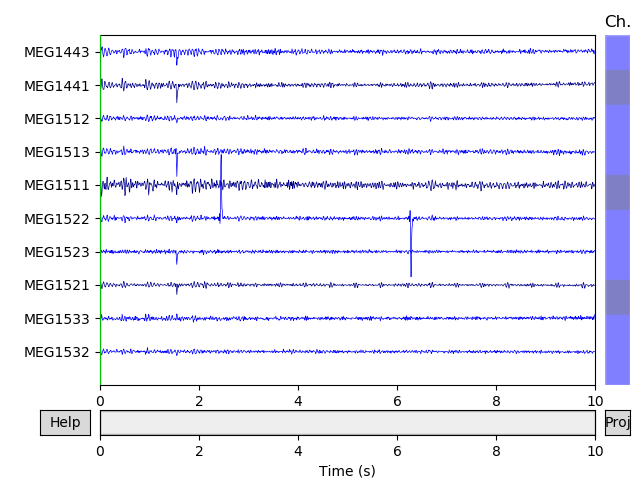 Ch.
MEG1443
MEG1441
MEG1512
MEG1513
MEG1511
MEG1522
MEG1523
MEG1521
MEG1533
MEG1532
0 2 4 6 8 10
Help Proj
0 2 4 6 8 10
Time (s)